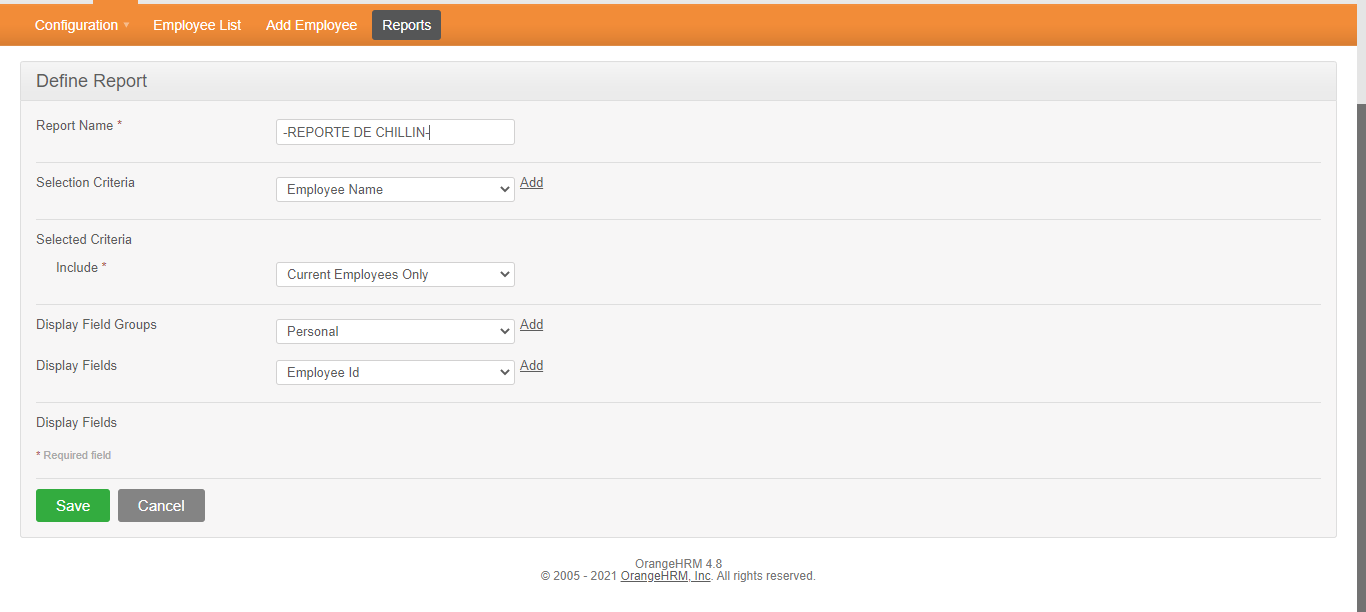 Configuration Employee List Add Employee Reports
Define Report
Report Name * -REPORTE DE CHILLIN-
Selection Criteria Employee Name Add
Selected Criteria
Include * Current Employees Only
Display Field Groups Personal Add
Display Fields Employee Id Add
Display Fields
* Required field
Save Cancel
OrangeHRM 4.8
© 2005 - 2021 OrangeHRM, Inc. All rights reserved.